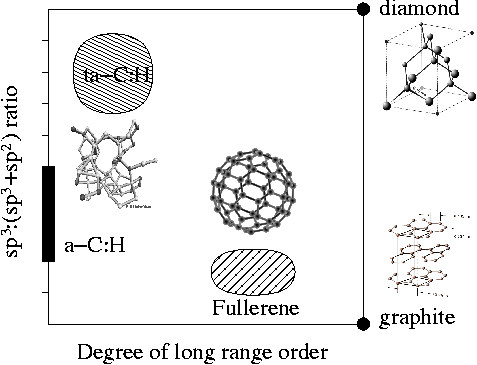 diamond
ta–C:H
sp³:(sp³+sp²) ratio
a–C:H
Fullerene
graphite
Degree of long range order